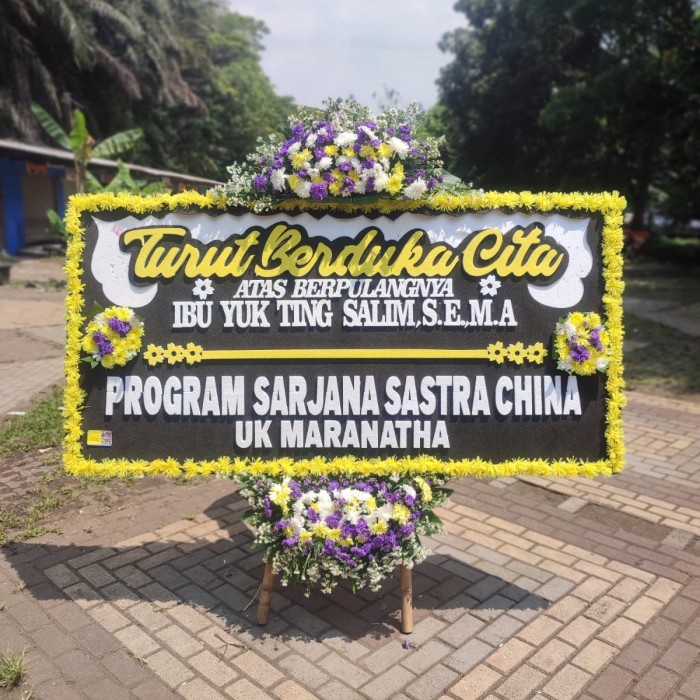 Turut Berduka Cita
ATAS BERPULANGNYA
IBU YUK TING SALIM,S.E.,M.A
PROGRAM SARJANA SASTRA CHINA
UK MARANATHA